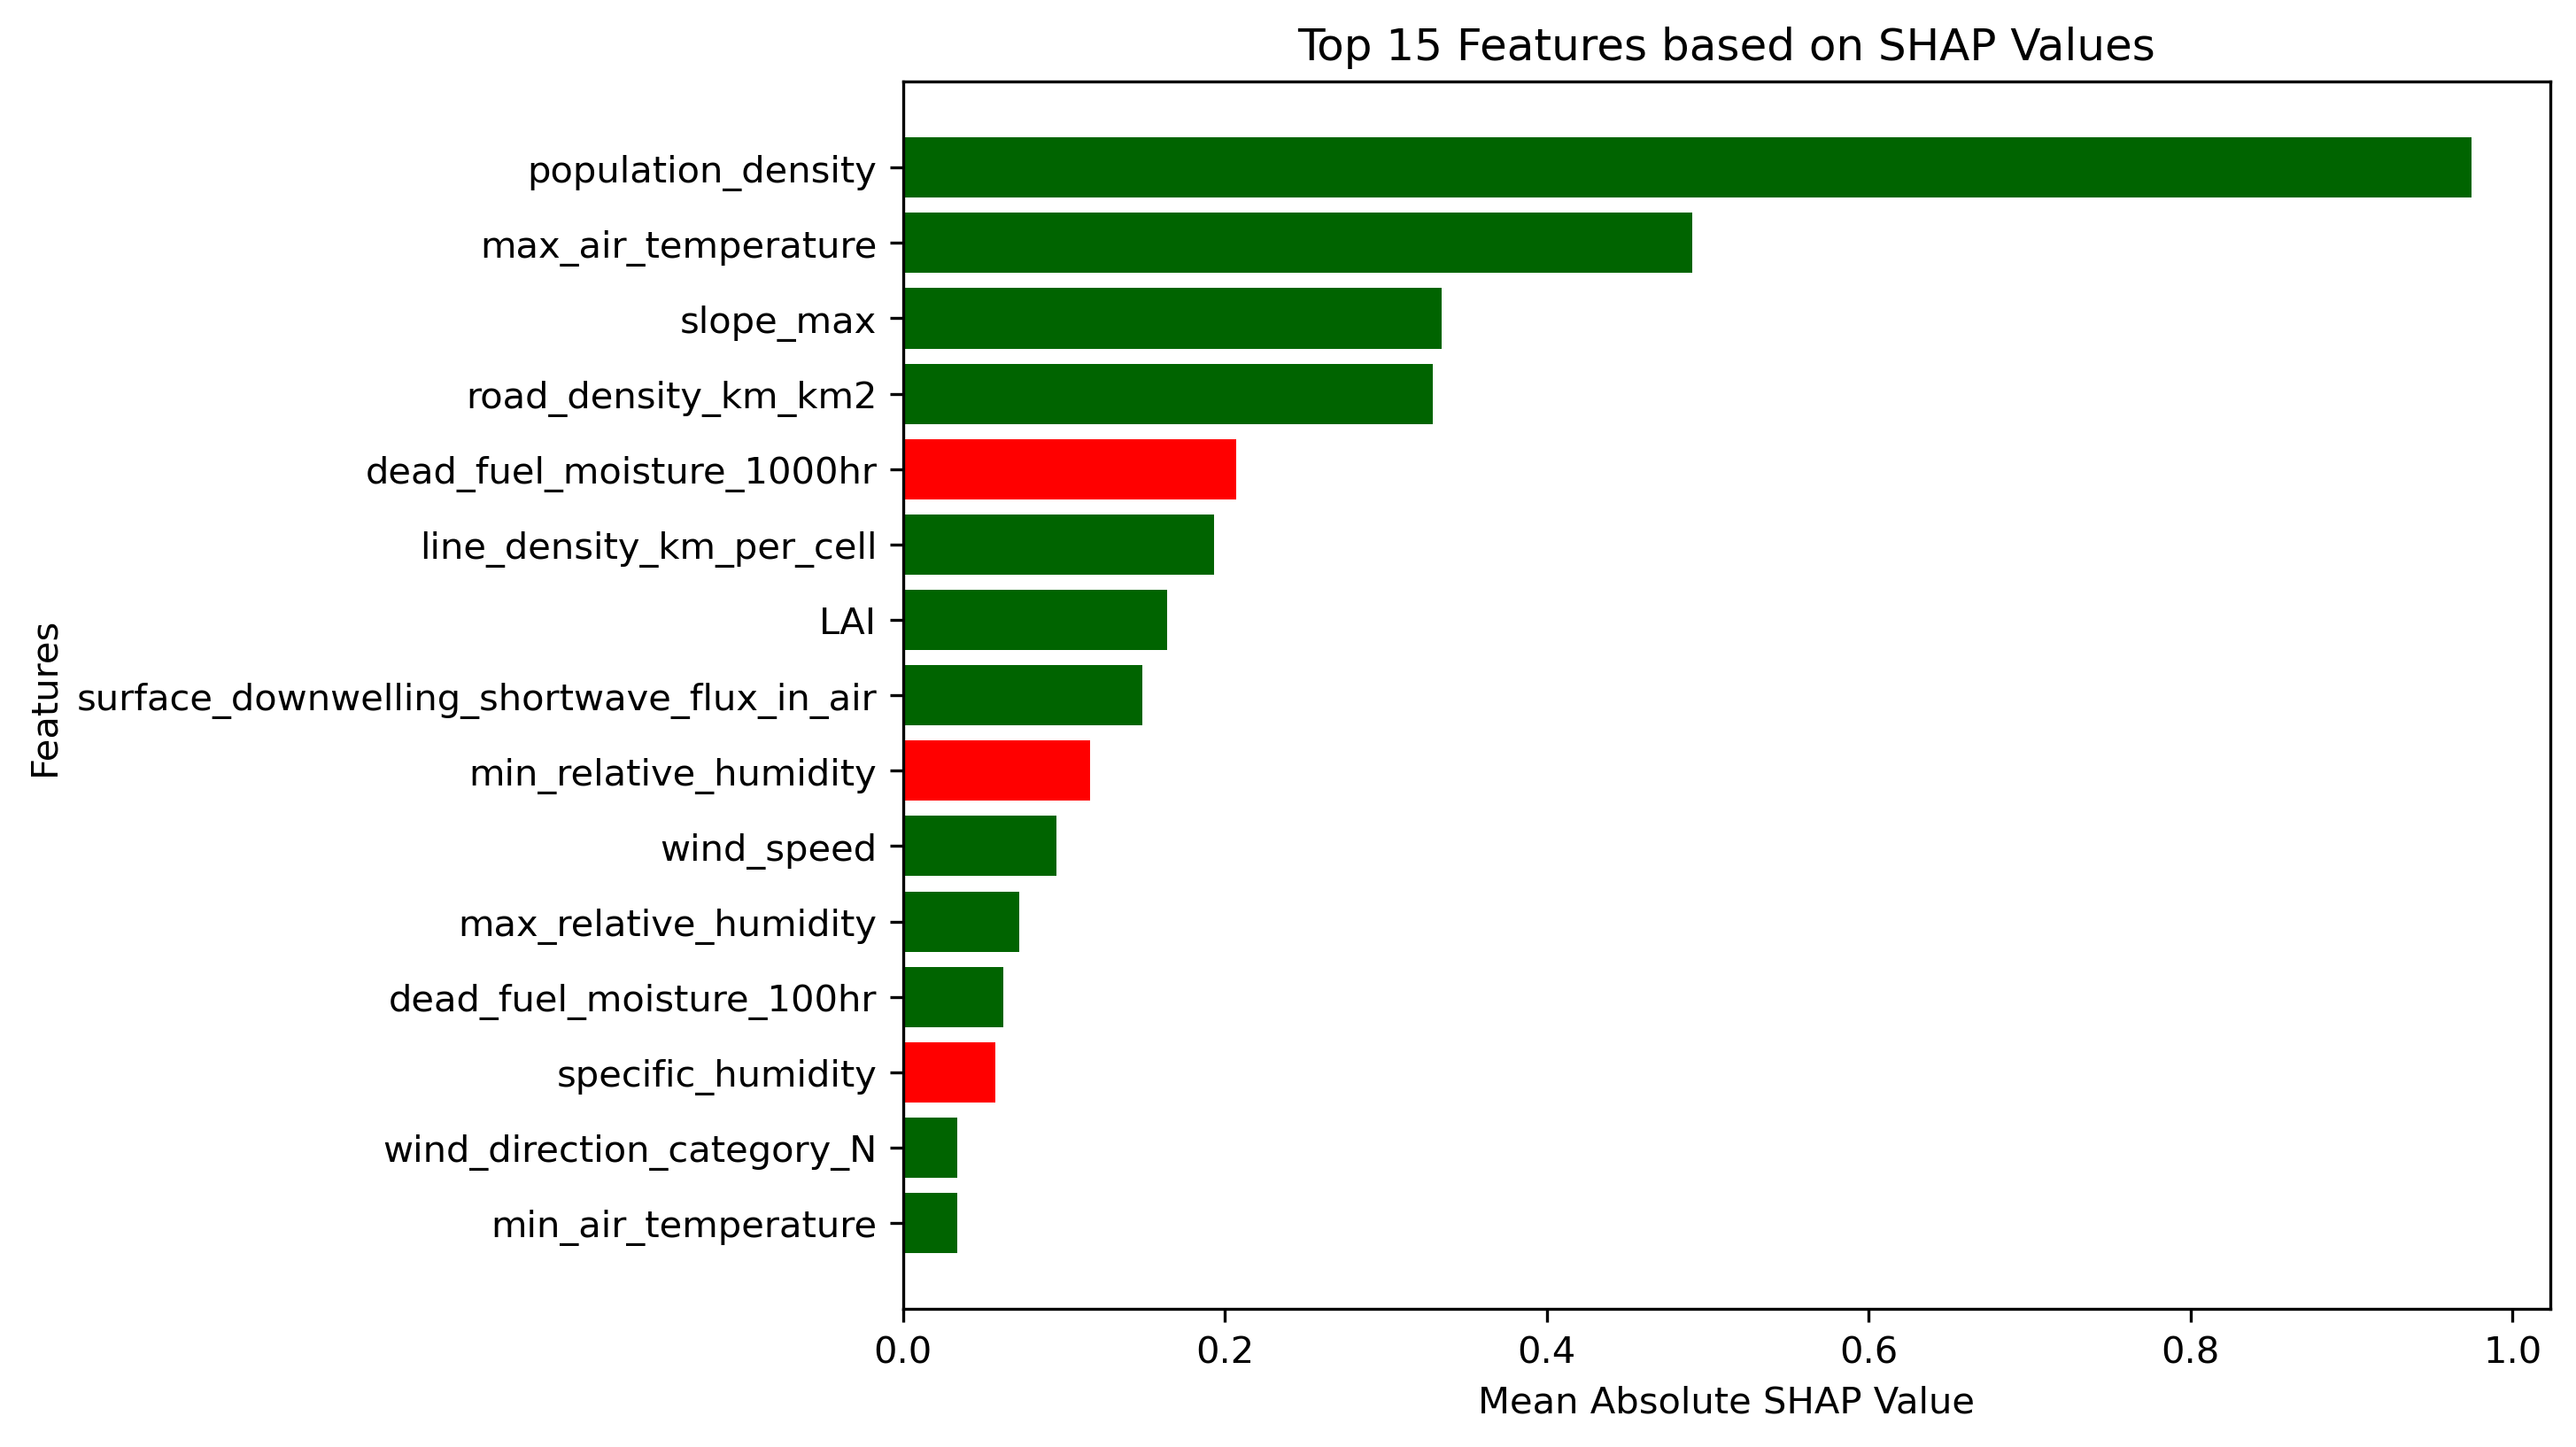 Top 15 Features based on SHAP Values
Features
population_density
max_air_temperature
slope_max
road_density_km_km2
dead_fuel_moisture_1000hr
line_density_km_per_cell
LAI
surface_downwelling_shortwave_flux_in_air
min_relative_humidity
wind_speed
max_relative_humidity
dead_fuel_moisture_100hr
specific_humidity
wind_direction_category_N
min_air_temperature
0.0 0.2 0.4 0.6 0.8 1.0
Mean Absolute SHAP Value